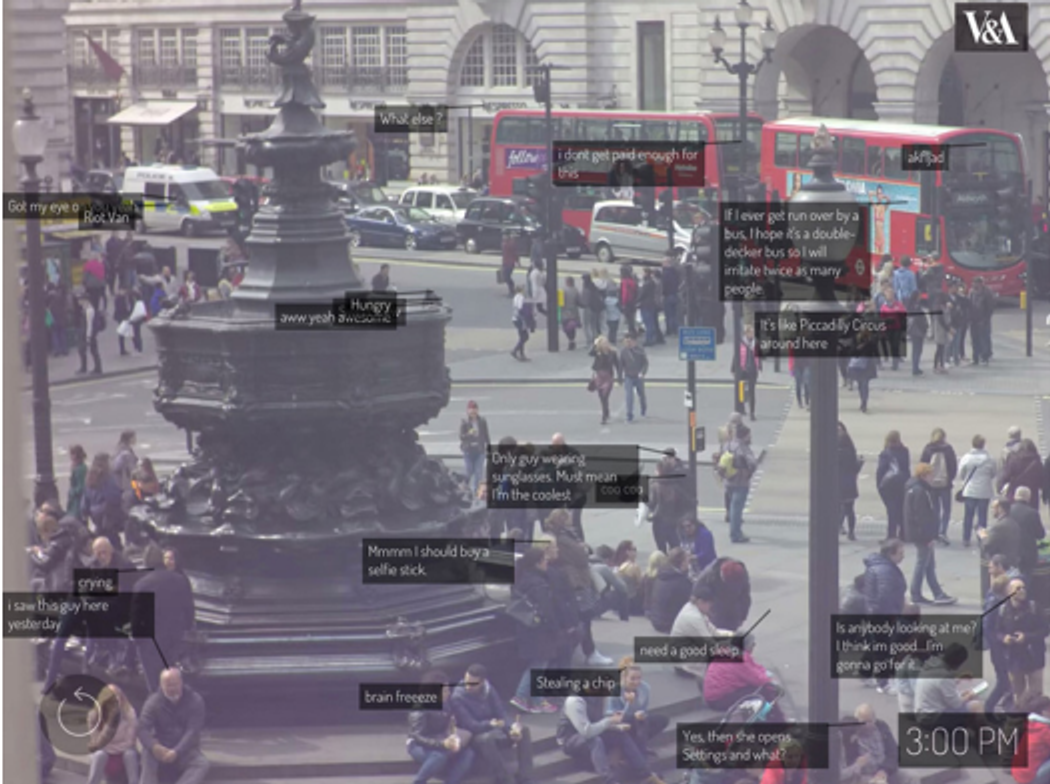 V&A
What else ?
i dont get paid enough for
this
follow
akfljad
Got my eye o
Riot Van
If I ever get run over by a
bus, I hope it's a double-
decker bus so I will
irritate twice as many
people.
Hungry
aww yeah awesome
It's like Piccadilly Circus
around here
Only guy wearing
sunglasses. Must mean
I'm the coolest
coo coo
Mmmm I should buy a
selfie stick.
crying
i saw this guy here
yesterday
need a good sleep
Is anybody looking at me?
I think im good...I'm
gonna go for it
brain freeeze
Stealing a chip
Yes, then she opens
Settings and what?
3:00 PM